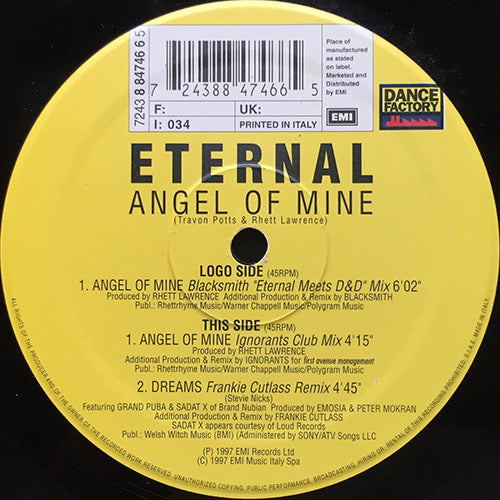 7243 8 84746 6 5
7 24388 47466 5
F:
UK:
I: 034
PRINTED IN ITALY
Place of
manufactured
as stated
on label.
Marketed and
Distributed
by EMI
EMI
DANCE
FACTORY
ETERNAL
ANGEL OF MINE
(Travon Potts & Rhett Lawrence)
LOGO SIDE (45RPM)
1. ANGEL OF MINE Blacksmith "Eternal Meets D&D" Mix 6'02"
Produced by RHETT LAWRENCE Additional Production & Remix by BLACKSMITH
Publ.: Rhettrhyme Music/Warner Chappell Music/Polygram Music
THIS SIDE (45RPM)
1. ANGEL OF MINE Ignorants Club Mix 4'15"
Produced by RHETT LAWRENCE
Additional Production & Remix by IGNORANTS for first avenue management
Publ.: Rhettrhyme Music/Warner Chappell Music/Polygram Music
2. DREAMS Frankie Cutlass Remix 4'45"
(Stevie Nicks)
Featuring GRAND PUBA & SADAT X of Brand Nubian Produced by EMOSIA & PETER MOKRAN
Additional Production & Remix by FRANKIE CUTLASS
SADAT X appears courtesy of Loud Records
Publ.: Welsh Witch Music (BMI) (Administered by SONY/ATV Songs LLC
(P) 1997 EMI Records Ltd
(C) 1997 EMI Music Italy Spa
ALL RIGHTS OF THE PRODUCER AND OF THE OWNER OF THE RECORDED WORK RESERVED. UNAUTHORIZED COPYING, PUBLIC PERFORMANCE, BROADCASTING, HIRING OR RENTAL OF THIS RECORDING PROHIBITED. S.I.A.E. MADE IN ITALY